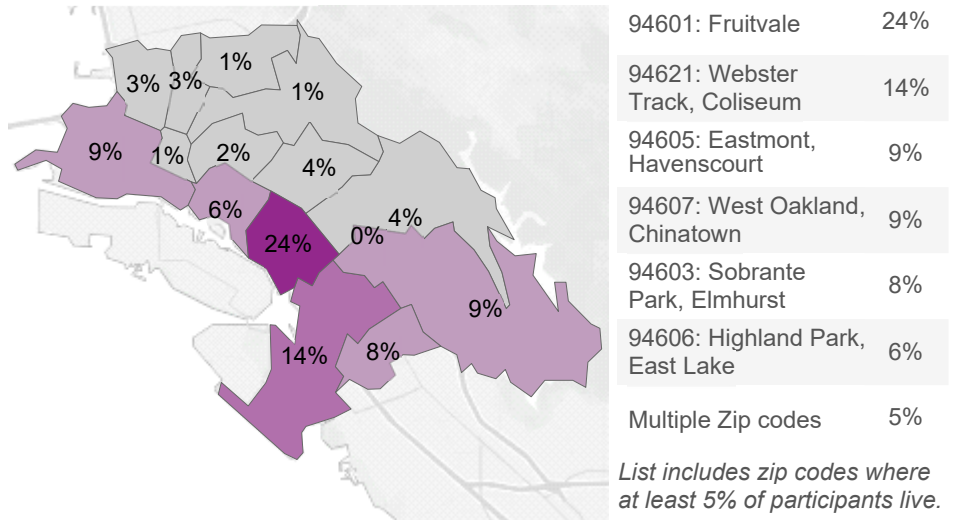 1%
3%
3%
1%
9%
1%
2%
4%
6%
4%
0%
24%
9%
14%
8%
94601: Fruitvale 24%
94621: Webster
Track, Coliseum 14%
94605: Eastmont,
Havenscourt 9%
94607: West Oakland,
Chinatown 9%
94603: Sobrante
Park, Elmhurst 8%
94606: Highland Park,
East Lake 6%
Multiple Zip codes 5%
List includes zip codes where
at least 5% of participants live.